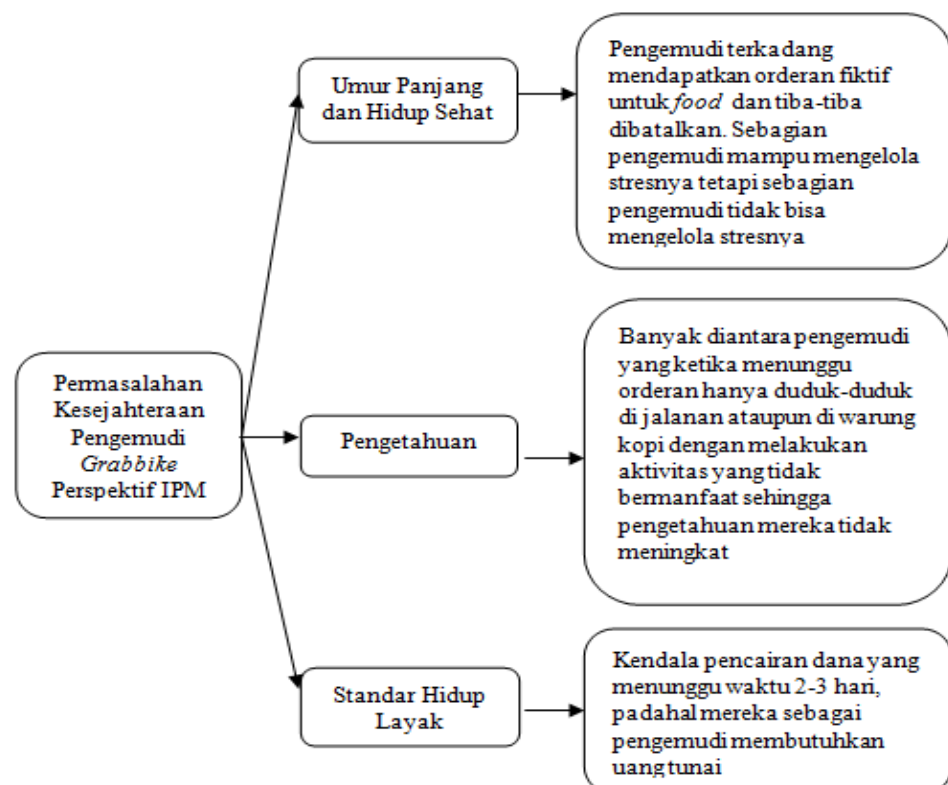 Permasalahan
Kesejahteraan
Pengemudi
Grabbike
Perspektif IPM
Umur Panjang
dan Hidup Sehat
Pengemudi terkadang
mendapatkan orderan fiktif
untuk food dan tiba-tiba
dibatalkan. Sebagian
pengemudi mampu mengelola
stresnya tetapi sebagian
pengemudi tidak bisa
mengelola stresnya
Pengetahuan
Banyak diantara pengemudi
yang ketika menunggu
orderan hanya duduk-duduk
di jalanan ataupun di warung
kopi dengan melakukan
aktivitas yang tidak
bermanfaat sehingga
pengetahuan mereka tidak
meningkat
Standar Hidup
Layak
Kendala pencairan dana yang
menunggu waktu 2-3 hari,
padahal mereka sebagai
pengemudi membutuhkan
uang tunai